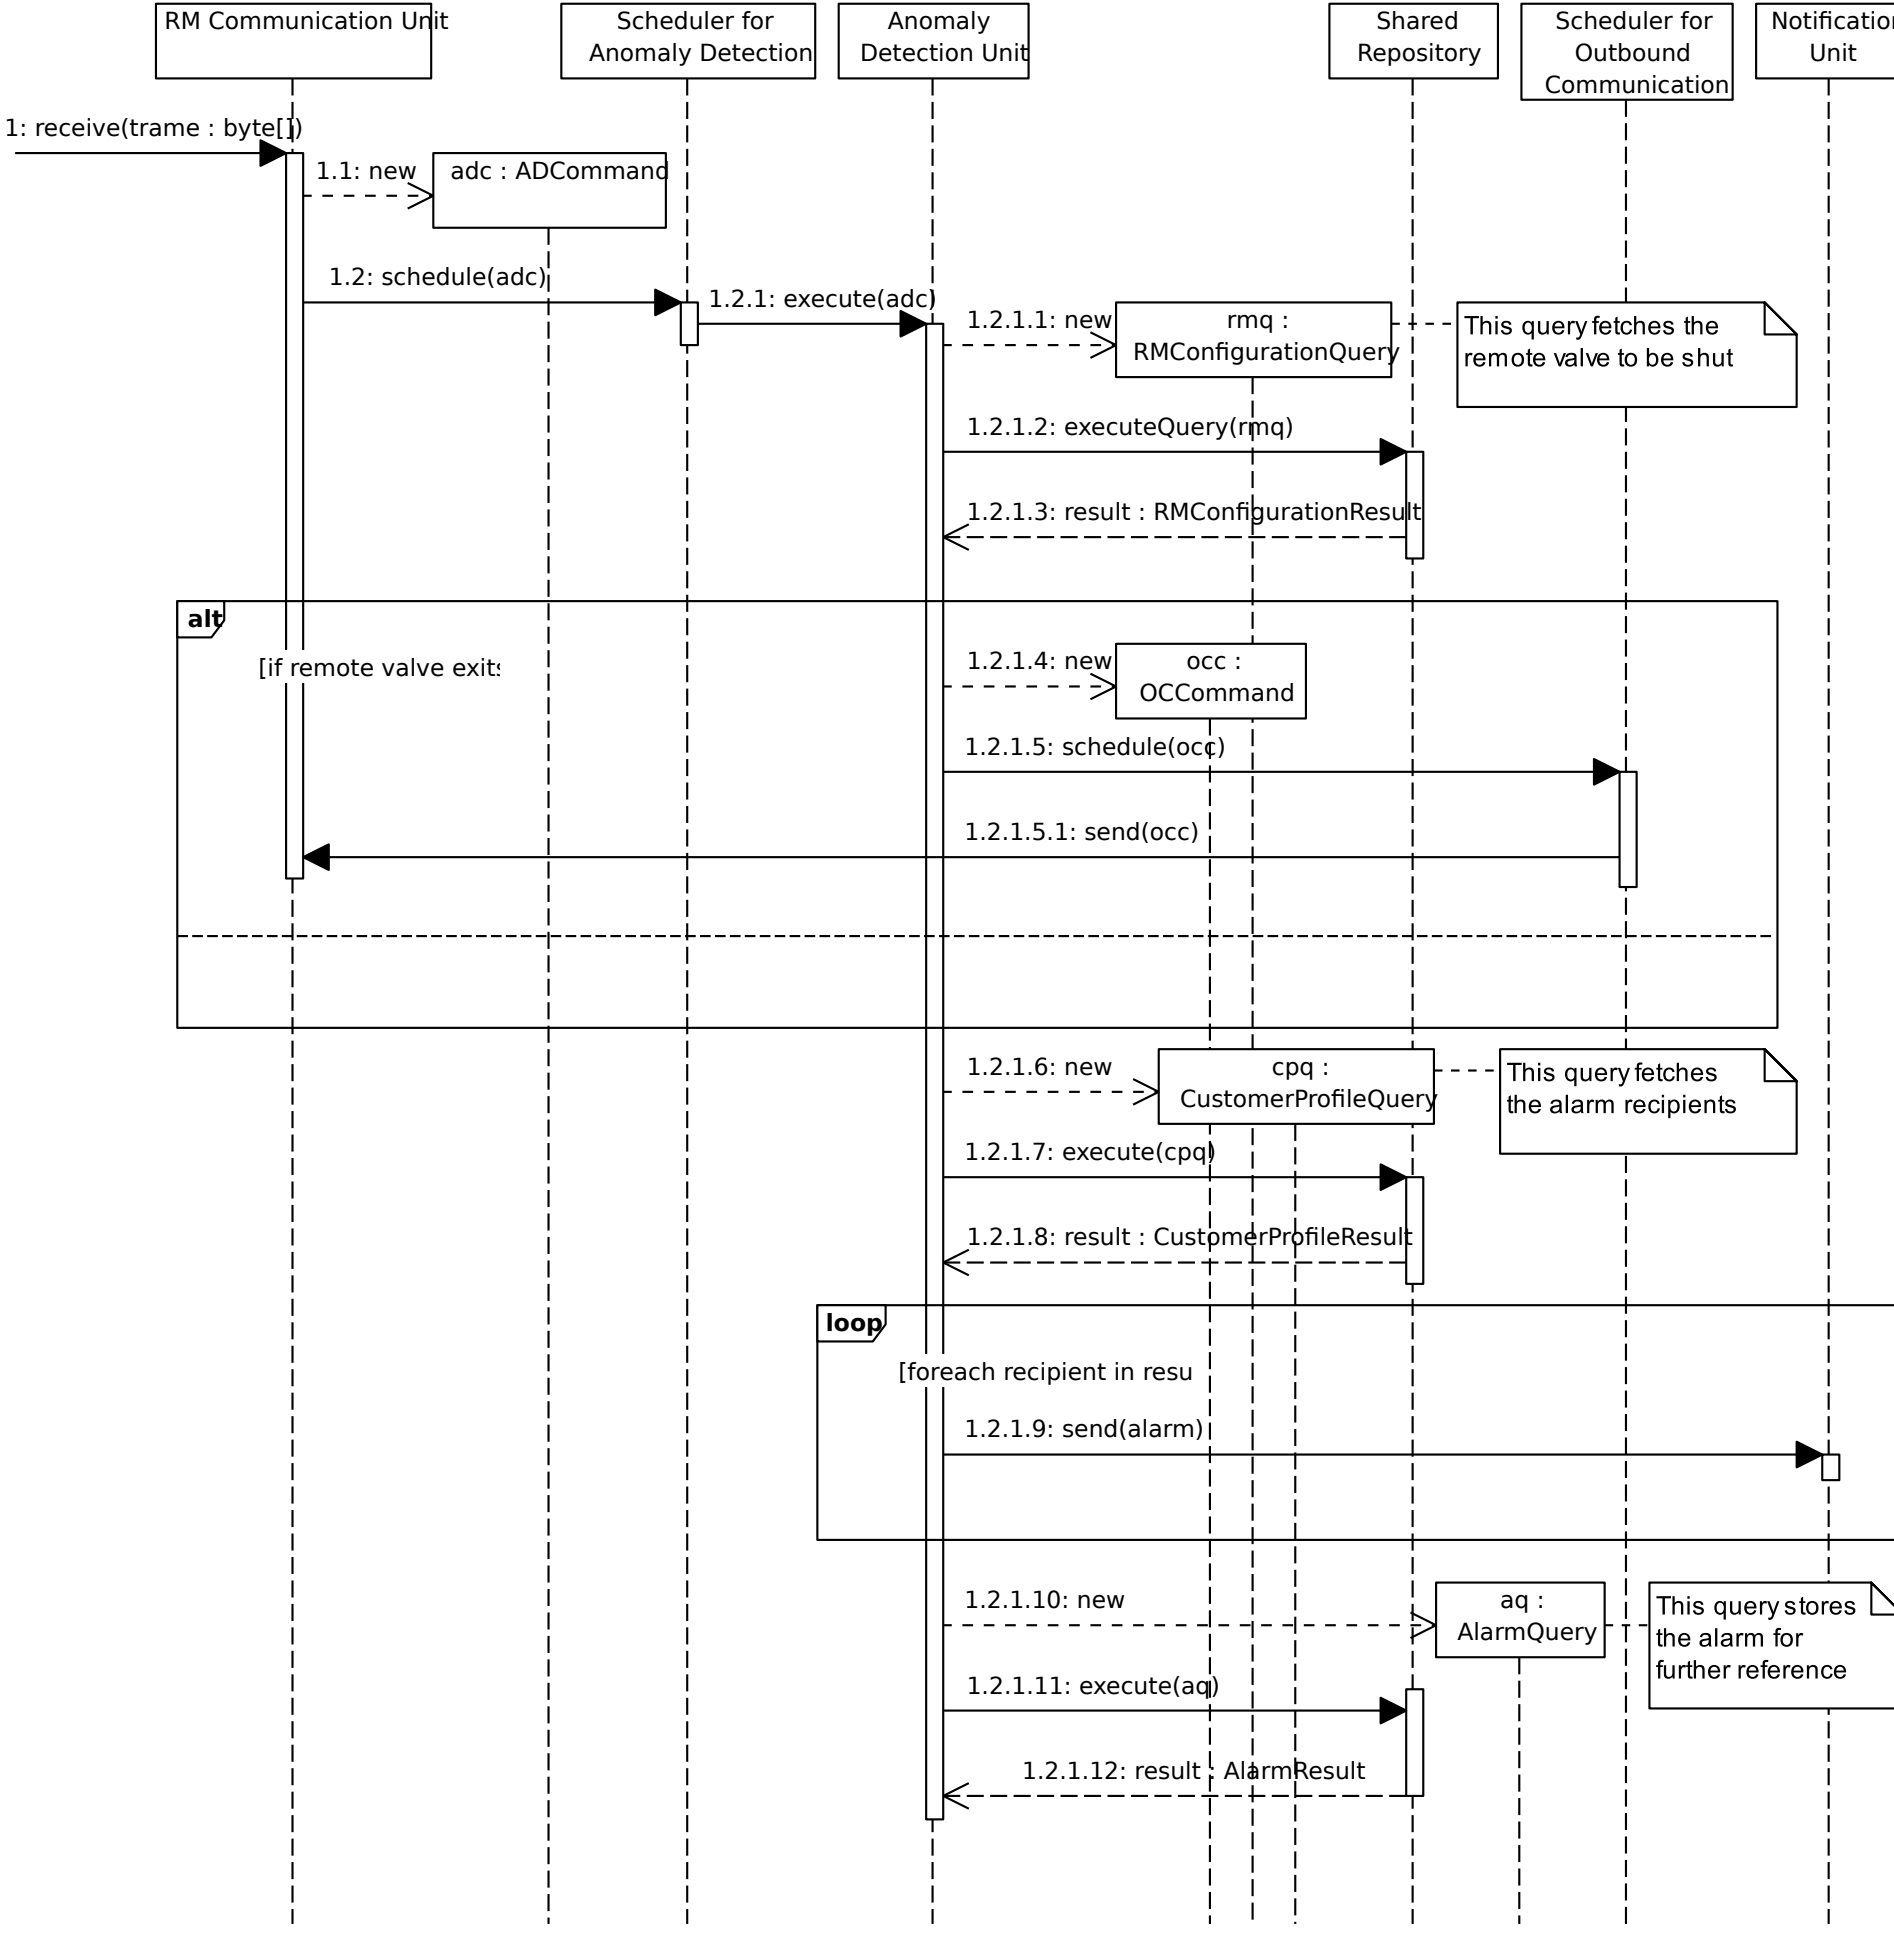 RM Communication Unit
Scheduler for
Anomaly Detection
Anomaly
Detection Unit
Shared
Repository
Scheduler for
Outbound
Communication
Notification
Unit
1: receive(trame : byte[])
1.1: new
adc : ADCommand
1.2: schedule(adc)
1.2.1: execute(adc)
1.2.1.1: new
rmq :
RMConfigurationQuery
This query fetches the
remote valve to be shut
1.2.1.2: executeQuery(rmq)
1.2.1.3: result : RMConfigurationResult
alt
[if remote valve exits
1.2.1.4: new
occ :
OCCommand
1.2.1.5: schedule(occ)
1.2.1.5.1: send(occ)
1.2.1.6: new
cpq :
CustomerProfileQuery
This query fetches
the alarm recipients
1.2.1.7: execute(cpq)
1.2.1.8: result : CustomerProfileResult
loop
[foreach recipient in resu
1.2.1.9: send(alarm)
1.2.1.10: new
aq :
AlarmQuery
This query stores
the alarm for
further reference
1.2.1.11: execute(aq)
1.2.1.12: result : AlarmResult